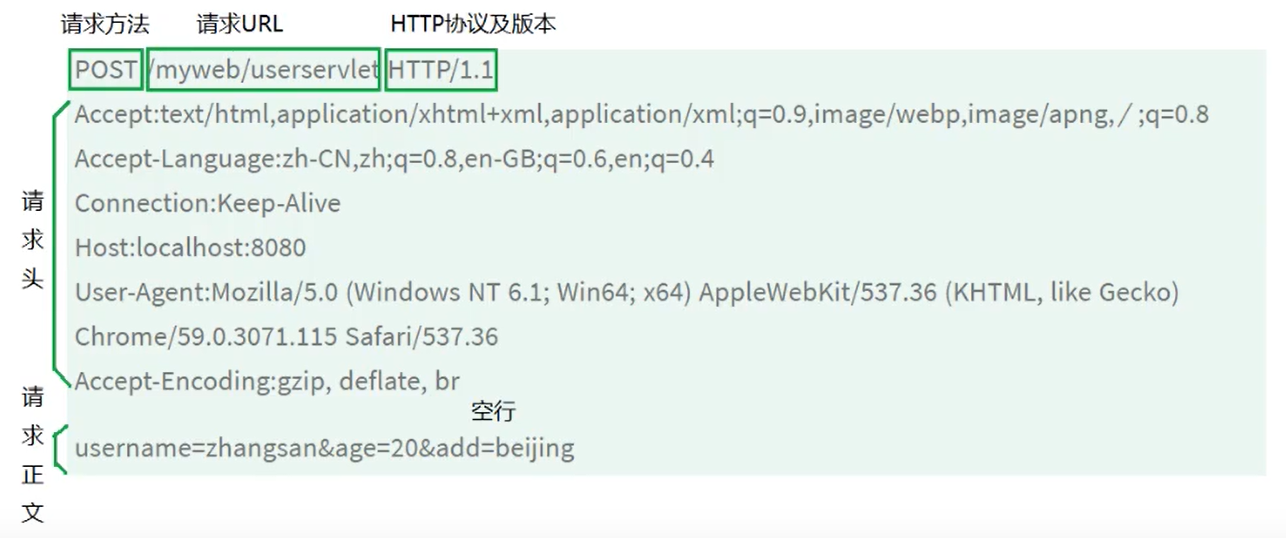 请求方法 请求URL HTTP协议及版本
POST /myweb/userservlet HTTP/1.1
Accept:text/html,application/xhtml+xml,application/xml;q=0.9,image/webp,image/apng,/;q=0.8
Accept-Language:zh-CN,zh;q=0.8,en-GB;q=0.6,en;q=0.4
Connection:Keep-Alive
Host:localhost:8080
User-Agent:Mozilla/5.0 (Windows NT 6.1; Win64; x64) AppleWebKit/537.36 (KHTML, like Gecko)
Chrome/59.0.3071.115 Safari/537.36
Accept-Encoding:gzip, deflate, br
请求头
空行
username=zhangsan&age=20&add=beijing
请求正文